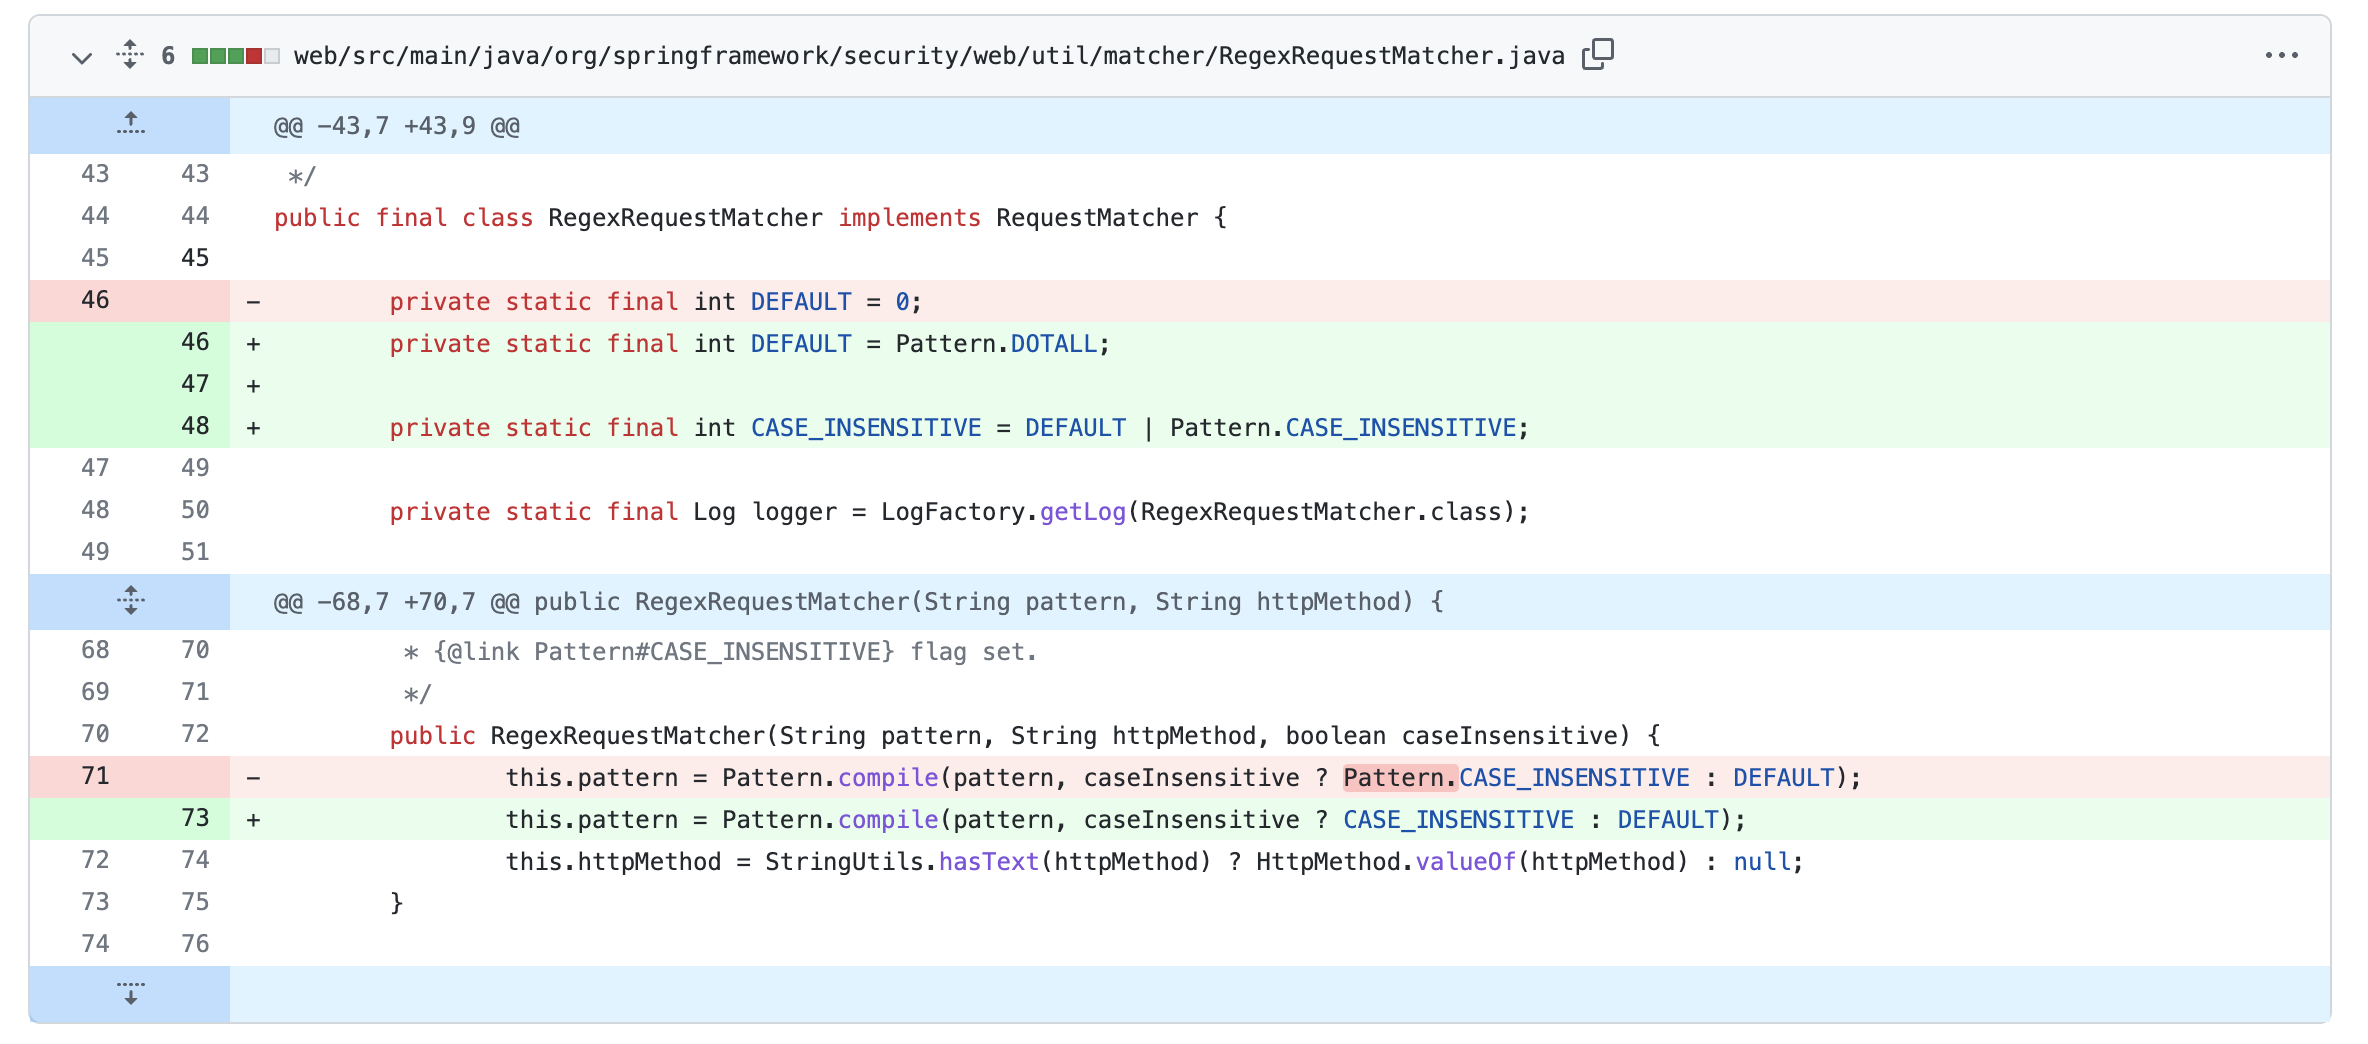 6 web/src/main/java/org/springframework/security/web/util/matcher/RegexRequestMatcher.java
@@ -43,7 +43,9 @@
43 43 */
44 44 public final class RegexRequestMatcher implements RequestMatcher {
45 45
46 - private static final int DEFAULT = 0;
46 + private static final int DEFAULT = Pattern.DOTALL;
47 +
48 + private static final int CASE_INSENSITIVE = DEFAULT | Pattern.CASE_INSENSITIVE;
47 49
48 50 private static final Log logger = LogFactory.getLog(RegexRequestMatcher.class);
49 51
@@ -68,7 +70,7 @@ public RegexRequestMatcher(String pattern, String httpMethod) {
68 70 * {@link Pattern#CASE_INSENSITIVE} flag set.
69 71 */
70 72 public RegexRequestMatcher(String pattern, String httpMethod, boolean caseInsensitive) {
71 - this.pattern = Pattern.compile(pattern, caseInsensitive ? Pattern.CASE_INSENSITIVE : DEFAULT);
73 + this.pattern = Pattern.compile(pattern, caseInsensitive ? CASE_INSENSITIVE : DEFAULT);
72 74 this.httpMethod = StringUtils.hasText(httpMethod) ? HttpMethod.valueOf(httpMethod) : null;
73 75 }
74 76